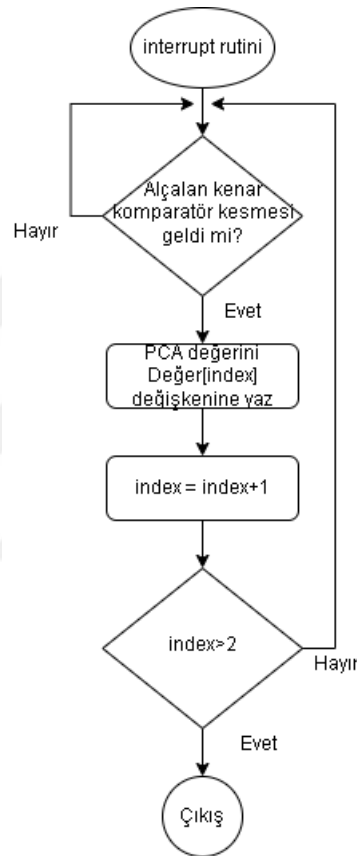 interrupt rutini
Alçalan kenar
komparatör kesmesi
geldi mi?
Hayır
Evet
PCA değerini
Değer[index]
değişkenine yaz
index = index+1
index>2
Hayır
Evet
Çıkış